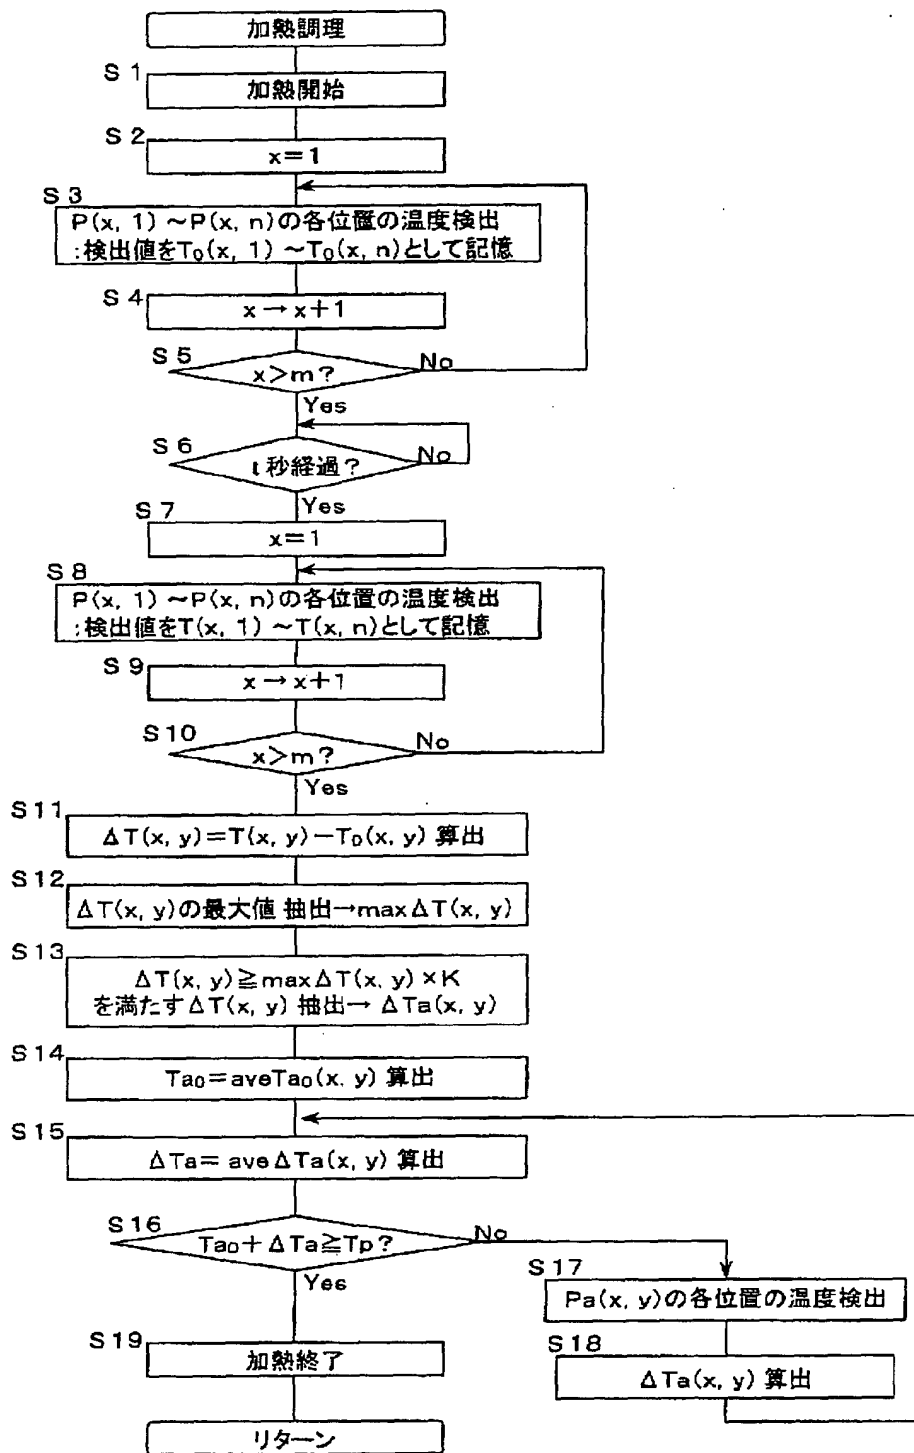 加熱調理
S1
加熱開始
S2
x=1
S3
P(x, 1) ～P(x, n)の各位置の温度検出
:検出値をT₀(x, 1) ～T₀(x, n)として記憶
S4
x→x+1
S5
x>m?
No
Yes
S6
t秒経過?
No
Yes
S7
x=1
S8
P(x, 1) ～P(x, n)の各位置の温度検出
:検出値をT(x, 1) ～T(x, n)として記憶
S9
x→x+1
S10
x>m?
No
Yes
S11
ΔT(x, y)=T(x, y)−T₀(x, y) 算出
S12
ΔT(x, y)の最大値 抽出→maxΔT(x, y)
S13
ΔT(x, y)≧maxΔT(x, y)×K
を満たすΔT(x, y) 抽出→ ΔTa(x, y)
S14
Ta₀=aveTa₀(x, y) 算出
S15
ΔTa=aveΔTa(x, y) 算出
S16
Ta₀+ΔTa≧Tp?
No
Yes
S17
Pa(x, y)の各位置の温度検出
S18
ΔTa(x, y) 算出
S19
加熱終了
リターン